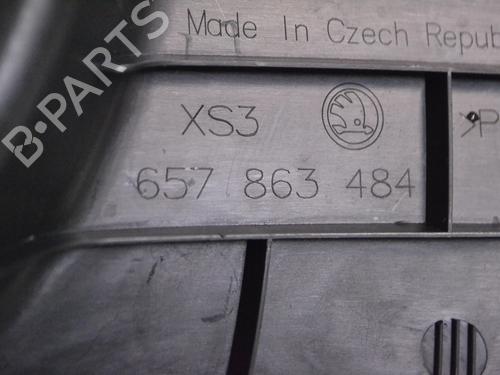 Made In Czech Repub
XS3
>P
657 863 484
B-PARTS